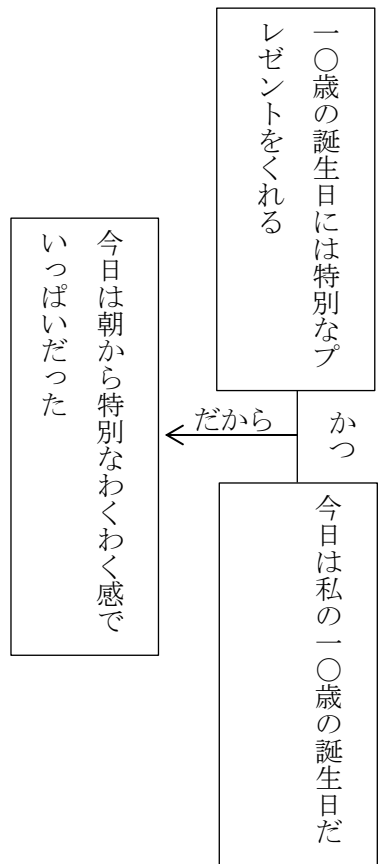 一〇歳の誕生日には特別なプ
レゼントをくれる
かつ
今日は私の一〇歳の誕生日だ
だから
今日は朝から特別なわくわく感で
いっぱいだった